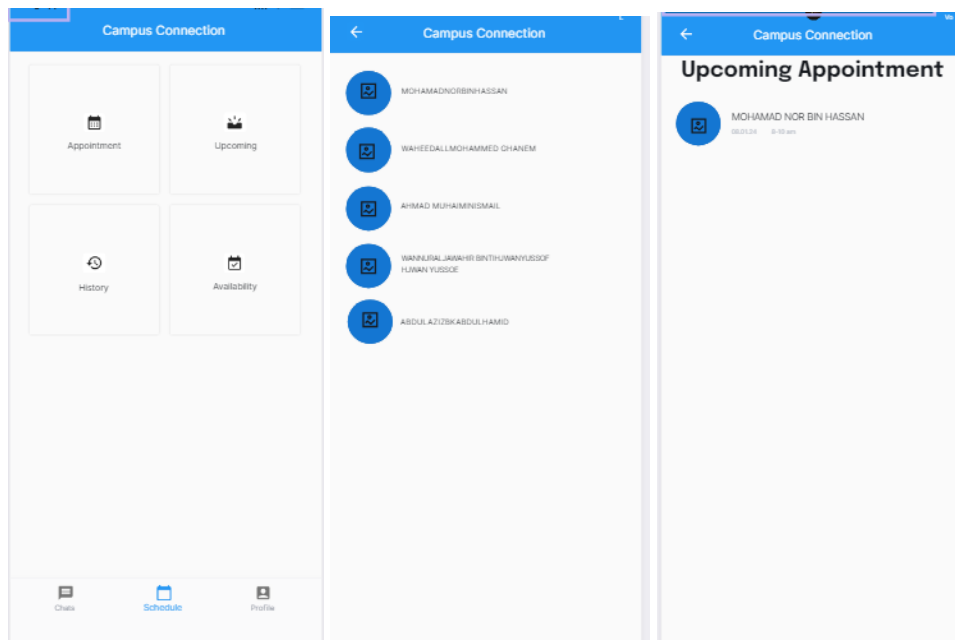 Campus Connection
Appointment
Upcoming
History
Availability
Chats
Schedule
Profile
Campus Connection
MOHAMADNORBINHASSAN
WAHEEDALLMOHAMMED GHANEM
AHMAD MUHAIMINISMAIL
WANNURALJAWAHIR BINTIHJWANYUSSOF
HJWAN YUSSOE
ABDULAZIZBKABDULHAMID
Campus Connection
Upcoming Appointment
MOHAMAD NOR BIN HASSAN